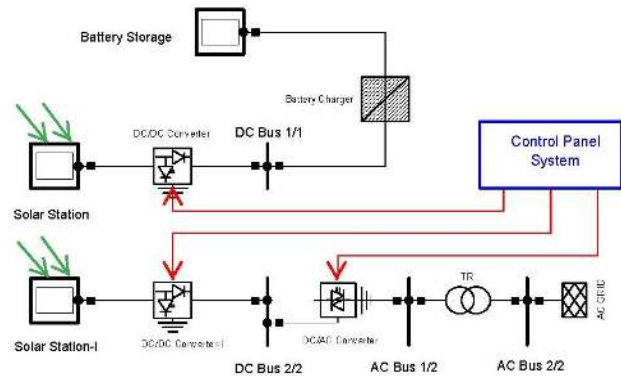 Battery Storage
Battery Charger
DC/DC Converter
DC Bus 1/1
Control Panel
System
Solar Station
TR
AC GRID
Solar Station-I
DC/DC Converter-I
DC Bus 2/2
DC/AC Converter
AC Bus 1/2
AC Bus 2/2